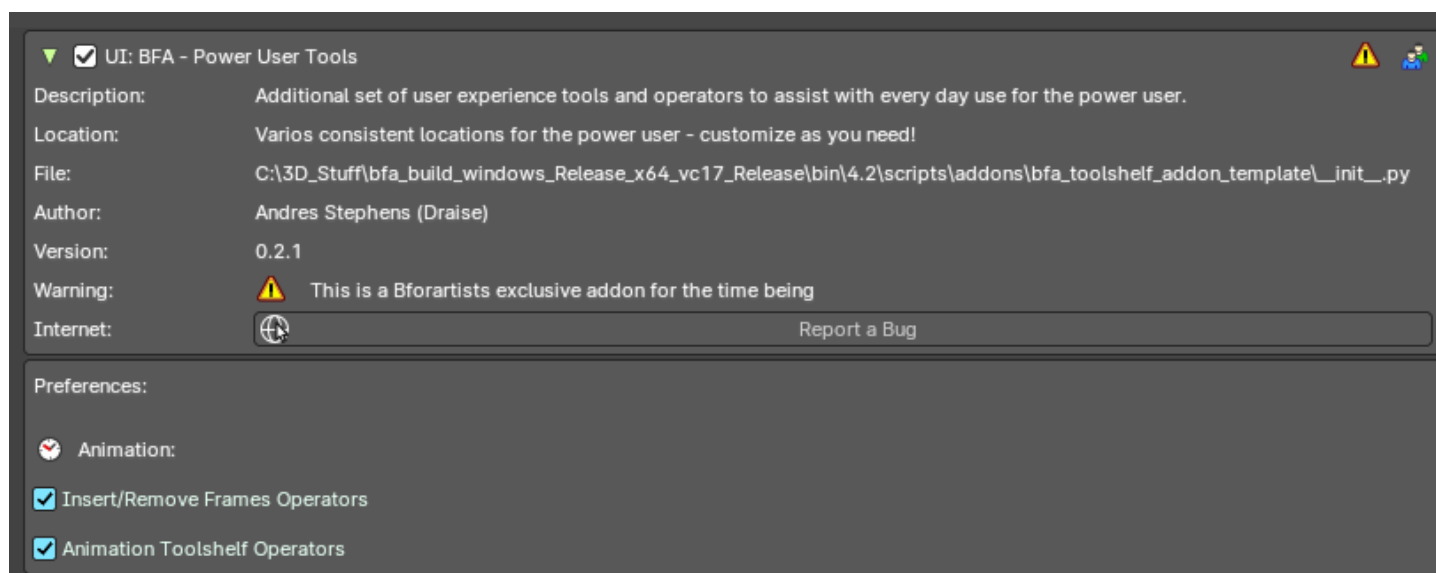 UI: BFA - Power User Tools
Description: Additional set of user experience tools and operators to assist with every day use for the power user.
Location: Varios consistent locations for the power user - customize as you need!
File: C:\3D_Stuff\bfa_build_windows_Release_x64_vc17_Release\bin\4.2\scripts\addons\bfa_toolshelf_addon_template\__init__.py
Author: Andres Stephens (Draise)
Version: 0.2.1
Warning: This is a Bforartists exclusive addon for the time being
Internet: Report a Bug
Preferences:
Animation:
Insert/Remove Frames Operators
Animation Toolshelf Operators